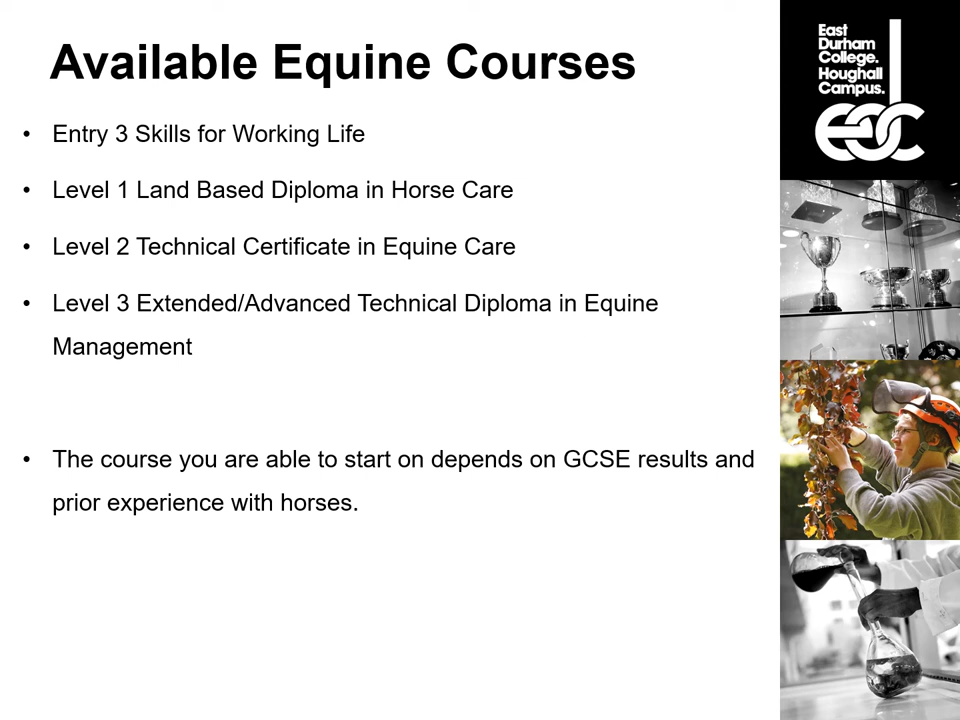 Available Equine Courses
• Entry 3 Skills for Working Life
• Level 1 Land Based Diploma in Horse Care
• Level 2 Technical Certificate in Equine Care
• Level 3 Extended/Advanced Technical Diploma in Equine
Management
• The course you are able to start on depends on GCSE results and
prior experience with horses.
East
Durham
College.
Houghall
Campus.
edc